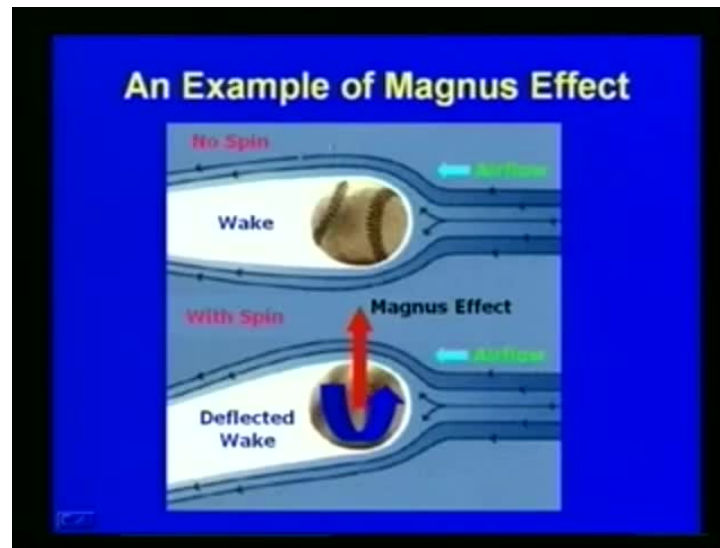 An Example of Magnus Effect
No Spin
Airflow
Wake
Magnus Effect
With Spin
Airflow
Deflected
Wake